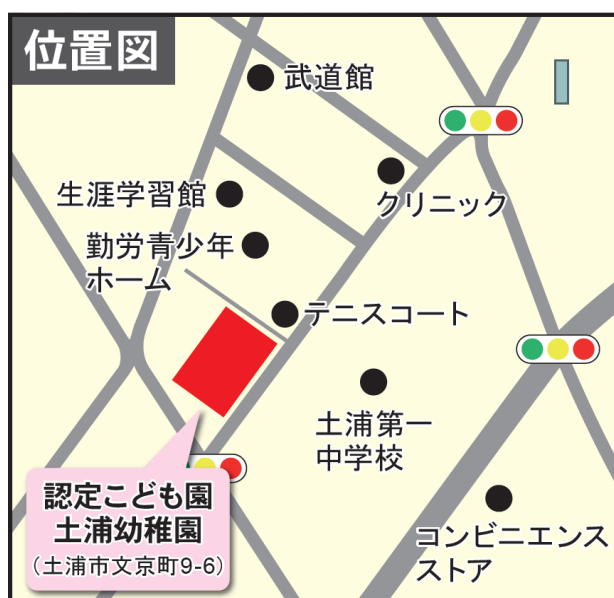 位置図
武道館
クリニック
生涯学習館
勤労青少年
ホーム
テニスコート
土浦第一
中学校
コンビニエンス
ストア
認定こども園
土浦幼稚園
(土浦市文京町9-6)